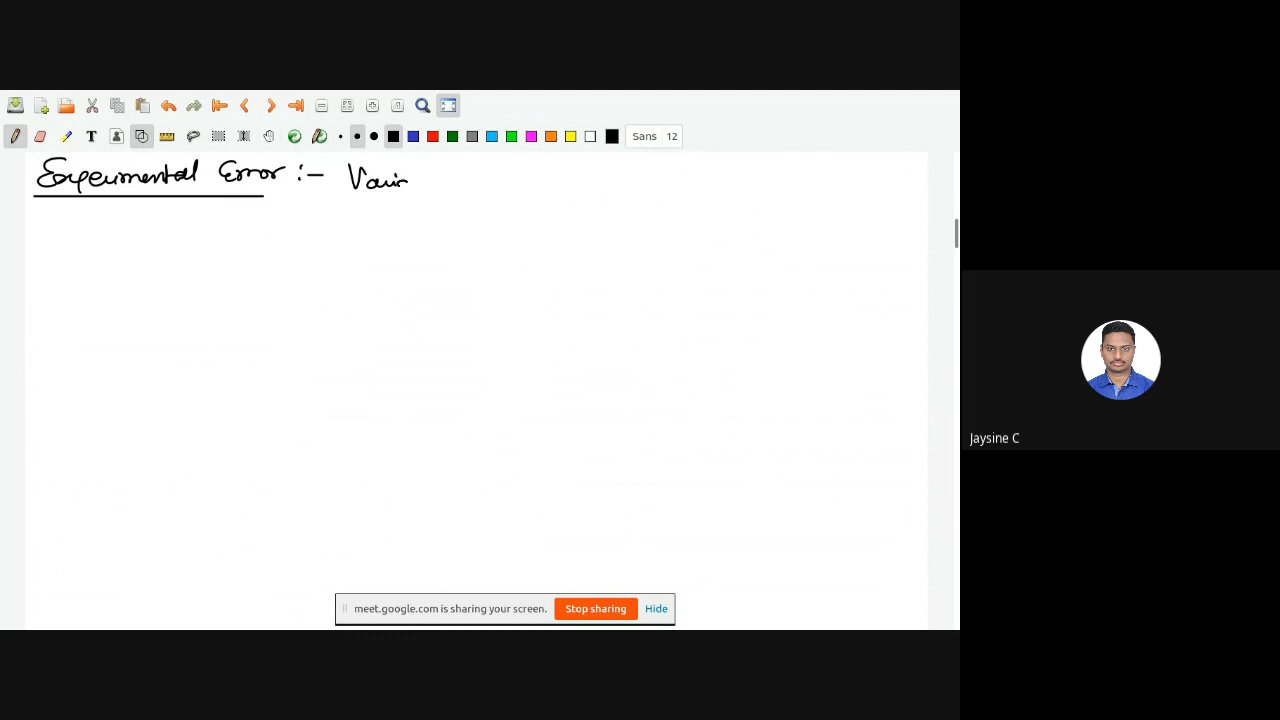 T Sans 12
Experimental Error :- Vari
meet.google.com is sharing your screen. Stop sharing Hide
Jaysine C